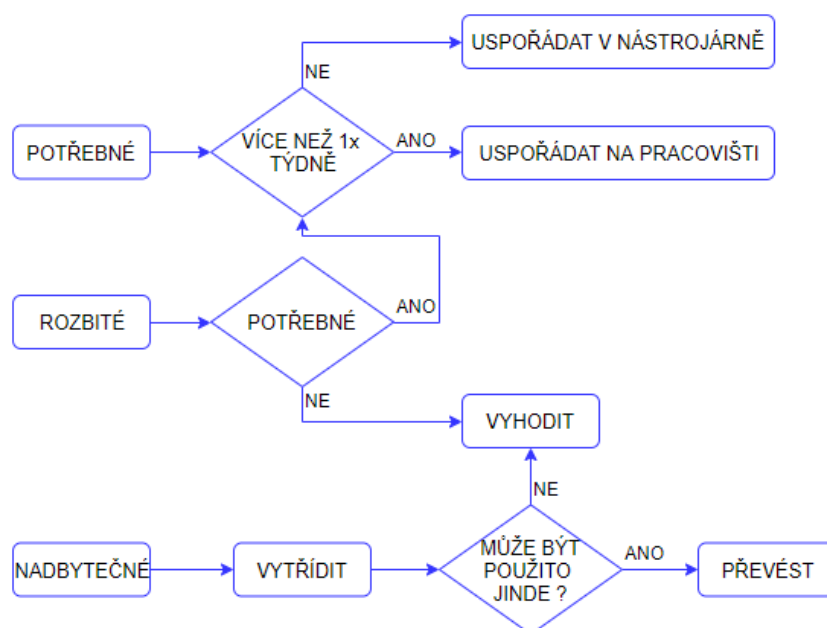 USPOŘÁDAT V NÁSTROJÁRNĚ
NE
POTŘEBNÉ
VÍCE NEŽ 1x
TÝDNĚ
ANO
USPOŘÁDAT NA PRACOVIŠTI
ROZBITÉ
POTŘEBNÉ
ANO
NE
VYHODIT
NE
NADBYTEČNÉ
VYTŘÍDIT
MŮŽE BÝT
POUŽITO
JINDE ?
ANO
PŘEVÉST